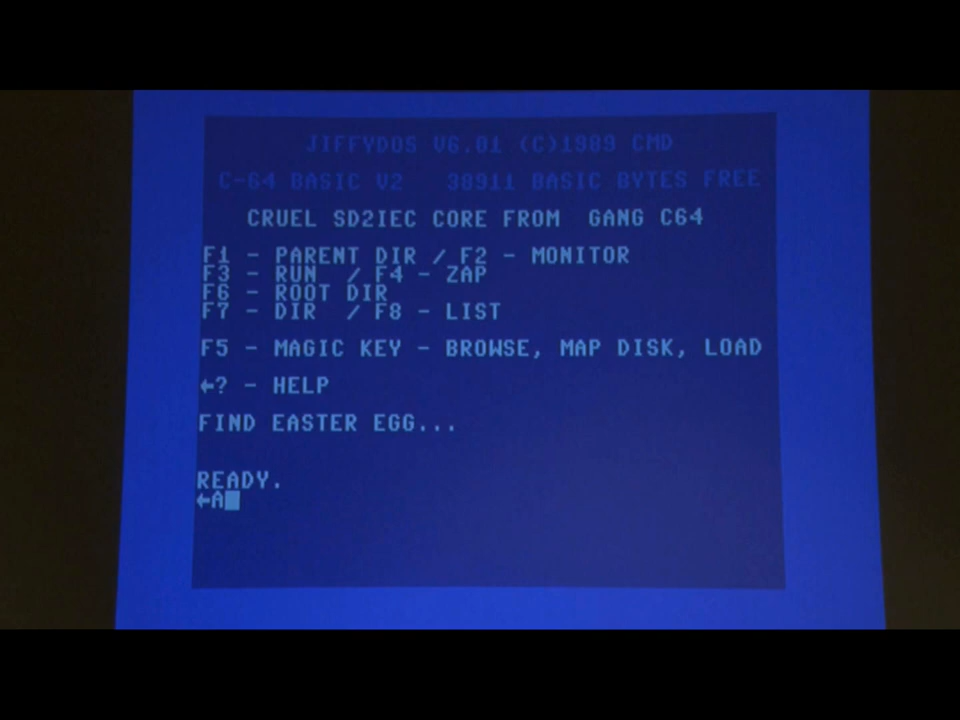 JIFFYDOS V6.01 (C)1989 CMD
C-64 BASIC V2   38911 BASIC BYTES FREE
CRUEL SD2IEC CORE FROM  GANG C64
F1 - PARENT DIR / F2 - MONITOR
F3 - RUN  / F4 - ZAP
F6 - ROOT DIR
F7 - DIR  / F8 - LIST
F5 - MAGIC KEY - BROWSE, MAP DISK, LOAD
←? - HELP
FIND EASTER EGG...
READY.
←A